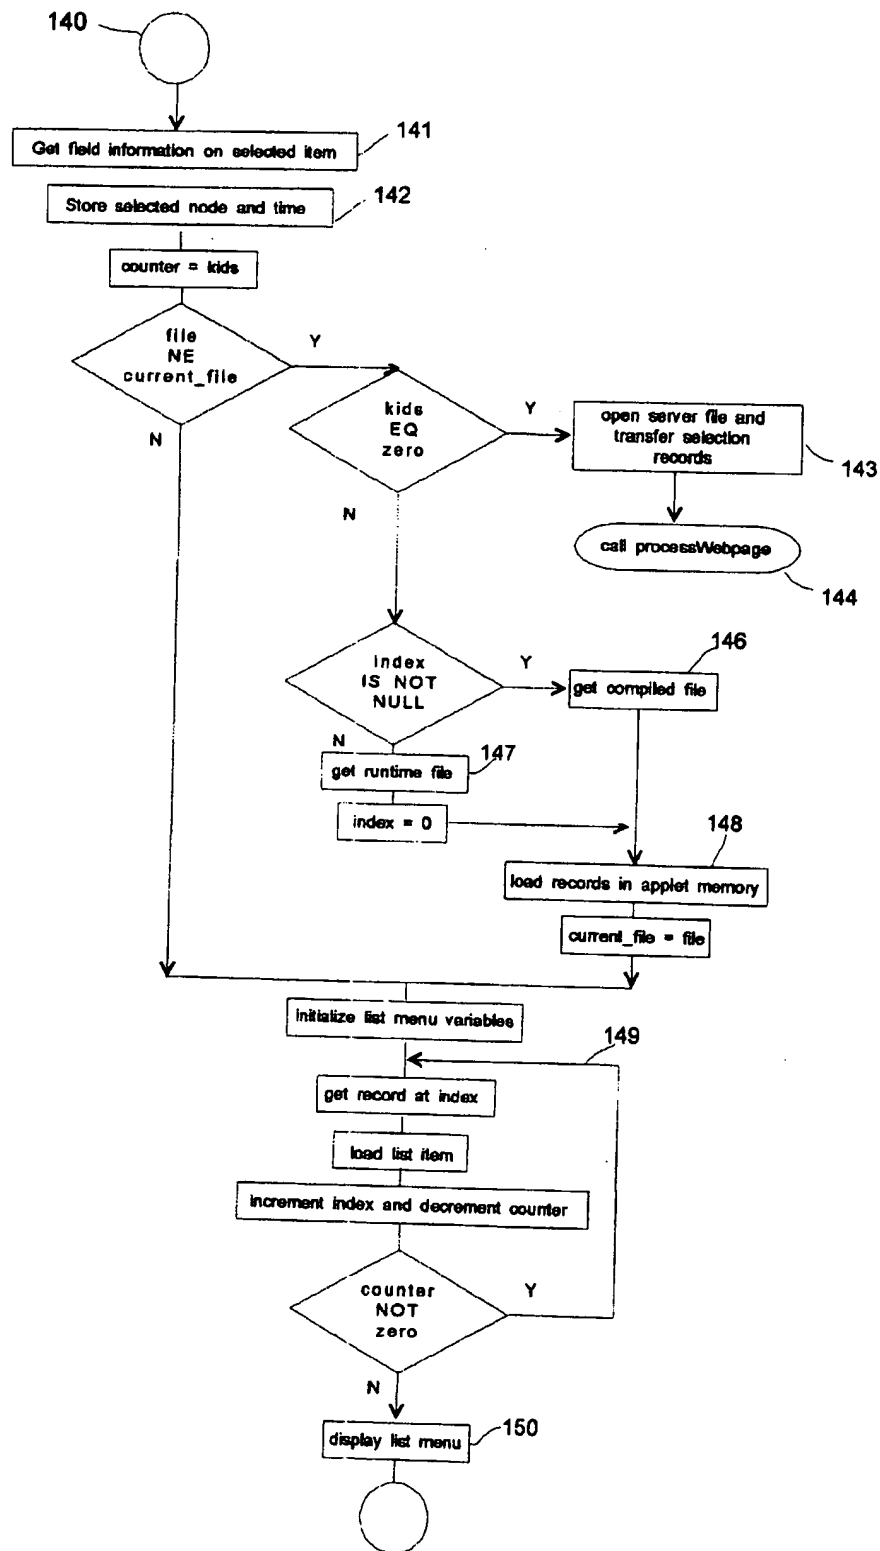 140
141
Get field information on selected item
142
Store selected node and time
counter = kids
file
NE
current_file
Y
N
kids
EQ
zero
Y
N
open server file and
transfer selection
records
143
call processWebpage
144
index
IS NOT
NULL
Y
N
146
get compiled file
147
get runtime file
index = 0
148
load records in applet memory
current_file = file
initialize list menu variables
149
get record at index
load list item
increment index and decrement counter
counter
NOT
zero
Y
N
display list menu
150